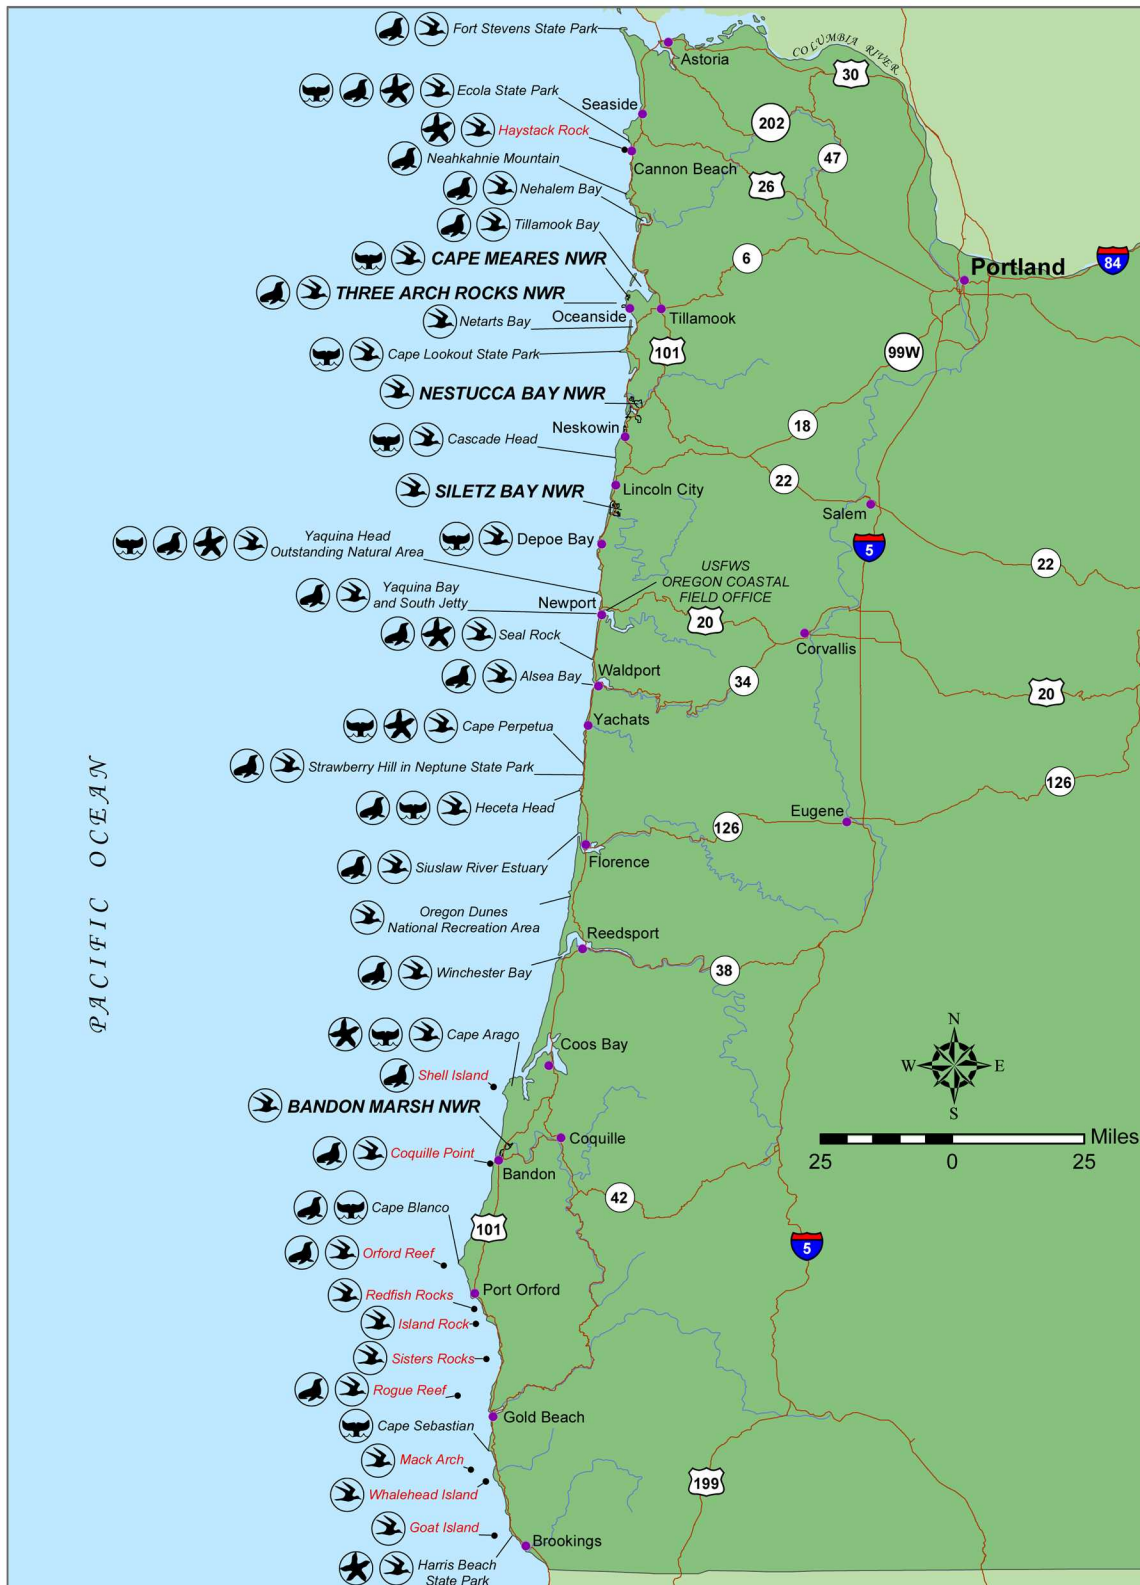 Fort Stevens State Park
Astoria
COLUMBIA RIVER
30
Ecola State Park
Seaside
202
Haystack Rock
47
Neahkahnie Mountain
Cannon Beach
26
Nehalem Bay
Tillamook Bay
CAPE MEARES NWR
6
84
Portland
THREE ARCH ROCKS NWR
Oceanside
Tillamook
Netarts Bay
101
99W
Cape Lookout State Park
NESTUCCA BAY NWR
Neskowin
18
Cascade Head
22
SILETZ BAY NWR
Lincoln City
Salem
Yaquina Head
Outstanding Natural Area
Depoe Bay
5
22
USFWS
OREGON COASTAL
FIELD OFFICE
Yaquina Bay
and South Jetty
Newport
20
Seal Rock
Corvallis
Alsea Bay
Waldport
34
20
Cape Perpetua
Yachats
Strawberry Hill in Neptune State Park
126
Heceta Head
Eugene
126
Siuslaw River Estuary
Florence
PACIFIC OCEAN
Oregon Dunes
National Recreation Area
Reedsport
Winchester Bay
38
Cape Arago
Coos Bay
N
W
E
S
Shell Island
BANDON MARSH NWR
Coquille
Miles
25
0
25
Coquille Point
Bandon
42
Cape Blanco
101
5
Orford Reef
Port Orford
Redfish Rocks
Island Rock
Sisters Rocks
Rogue Reef
Gold Beach
Cape Sebastian
Mack Arch
199
Whalehead Island
Goat Island
Brookings
Harris Beach
State Park